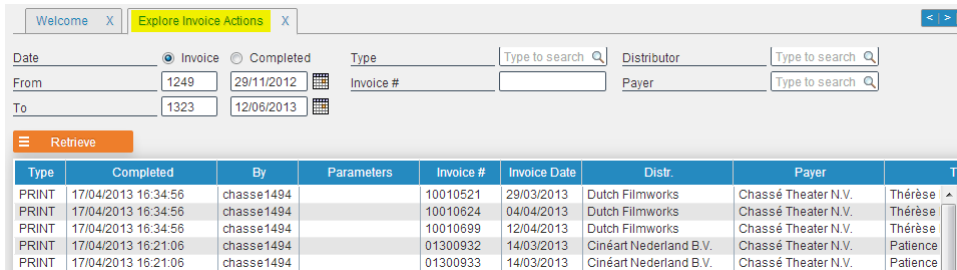 Welcome X Explore Invoice Actions X < >
Date Invoice Completed Type Type to search Distributor Type to search
From 1249 29/11/2012 Invoice # Payer Type to search
To 1323 12/06/2013
Retrieve
Type Completed By Parameters Invoice # Invoice Date Distr. Payer T
PRINT 17/04/2013 16:34:56 chasse1494 10010521 29/03/2013 Dutch Filmworks Chassé Theater N.V. Thérèse
PRINT 17/04/2013 16:34:56 chasse1494 10010624 04/04/2013 Dutch Filmworks Chassé Theater N.V. Thérèse
PRINT 17/04/2013 16:34:56 chasse1494 10010699 12/04/2013 Dutch Filmworks Chassé Theater N.V. Thérèse
PRINT 17/04/2013 16:21:06 chasse1494 01300932 14/03/2013 Cinéart Nederland B.V. Chassé Theater N.V. Patience
PRINT 17/04/2013 16:21:06 chasse1494 01300933 14/03/2013 Cinéart Nederland B.V. Chassé Theater N.V. Patience